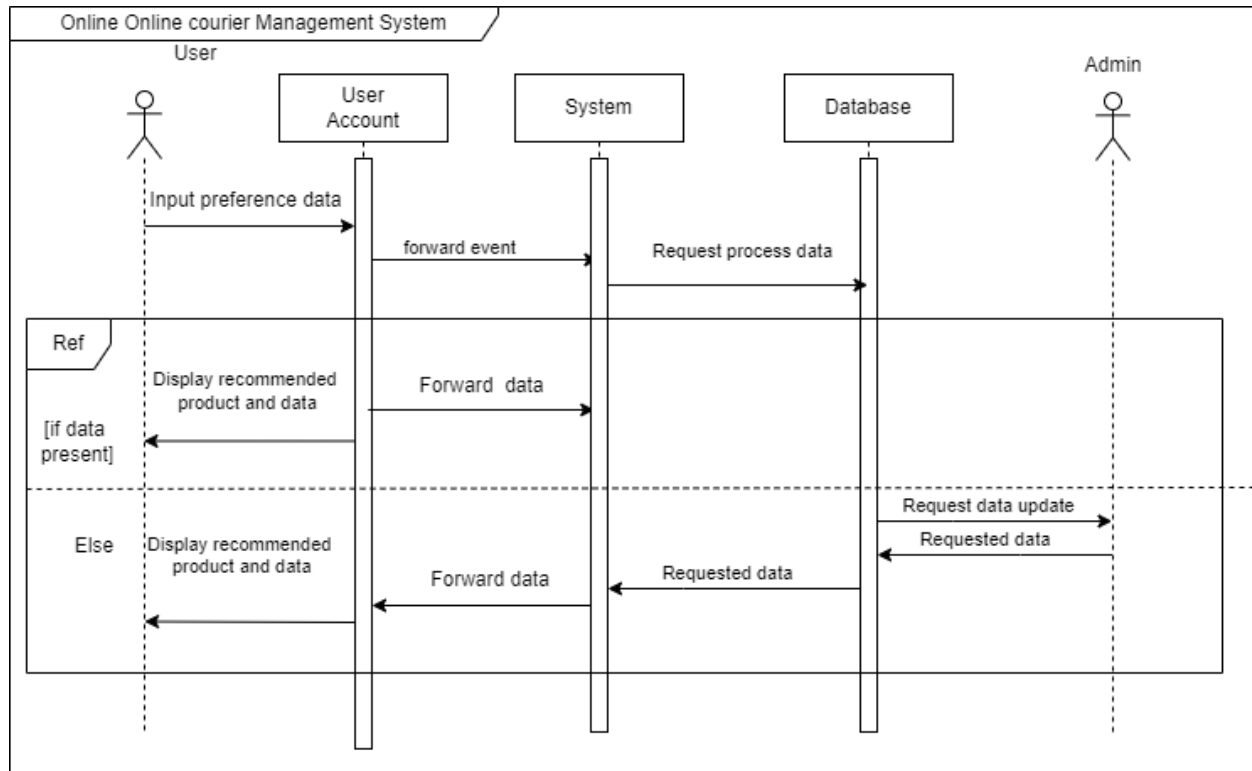 Online Online courier Management System
User
Admin
User
Account
System
Database
Input preference data
forward event
Request process data
Ref
Display recommended
product and data
Forward data
[if data
present]
Request data update
Requested data
Else
Display recommended
product and data
Forward data
Requested data